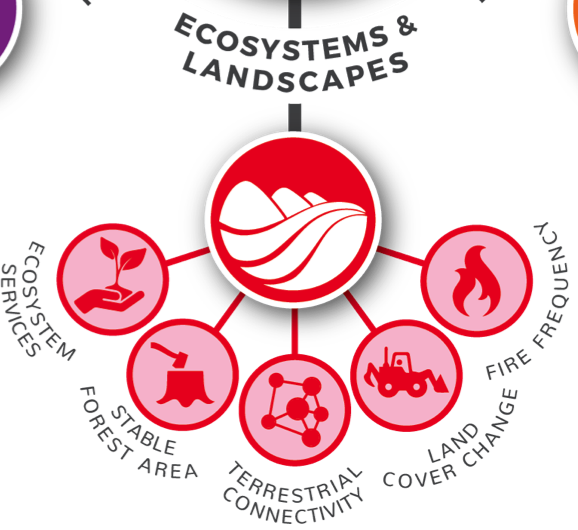 ECOSYSTEMS &
LANDSCAPES
ECOSYSTEM
SERVICES
STABLE
FOREST AREA
TERRESTRIAL
CONNECTIVITY
LAND
COVER CHANGE
FIRE FREQUENCY